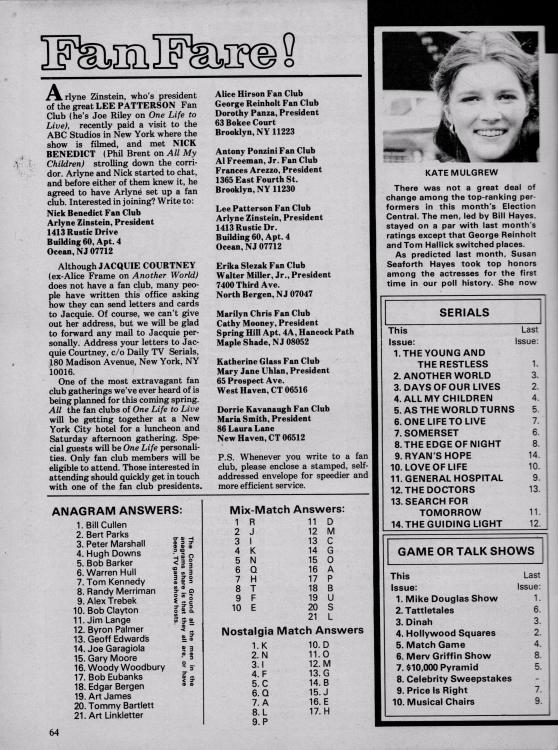 FanFare!
Arlyne Zinstein, who's president
of the great LEE PATTERSON Fan
Club (he's Joe Riley on One Life to
Live), recently paid a visit to the
ABC Studios in New York where the
show is filmed, and met NICK
BENEDICT (Phil Brent on All My
Children) strolling down the corri-
dor. Arlyne and Nick started to chat,
and before either of them knew it, he
agreed to have Arlyne set up a fan
club. Interested in joining? Write to:
Nick Benedict Fan Club
Arlyne Zinstein, President
1413 Rustic Drive
Building 60, Apt. 4
Ocean, NJ 07712
Although JACQUIE COURTNEY
(ex-Alice Frame on Another World)
does not have a fan club, many peo-
ple have written this office asking
how they can send letters and cards
to Jacquie. Of course, we can't give
out her address, but we will be glad
to forward any mail to Jacquie per-
sonally. Address your letters to Jac-
quie Courtney, c/o Daily TV Serials,
180 Madison Avenue, New York, NY
10016.
One of the most extravagant fan
club gatherings we've ever heard of is
being planned for this coming spring.
All the fan clubs of One Life to Live
will be getting together at a New
York City hotel for a luncheon and
Saturday afternoon gathering. Spe-
cial guests will be One Life personali-
ties. Only fan club members will be
eligible to attend. Those interested in
attending should quickly get in touch
with one of the fan club presidents.
Alice Hirson Fan Club
George Reinholt Fan Club
Dorothy Panza, President
63 Bokee Court
Brooklyn, NY 11223
Antony Ponzini Fan Club
Al Freeman, Jr. Fan Club
Frances Arezzo, President
1365 East Fourth St.
Brooklyn, NY 11230
Lee Patterson Fan Club
Arlyne Zinstein, President
1413 Rustic Dr.
Building 60, Apt. 4
Ocean, NJ 07712
Erika Slezak Fan Club
Walter Miller, Jr., President
7400 Third Ave.
North Bergen, NJ 07047
Marilyn Chris Fan Club
Cathy Mooney, President
Spring Hill Apt. 4A, Hancock Path
Maple Shade, NJ 08052
Katherine Glass Fan Club
Mary Jane Uhlan, President
65 Prospect Ave.
West Haven, CT 06516
Dorrie Kavanaugh Fan Club
Maria Smith, President
86 Laura Lane
New Haven, CT 06512
P.S. Whenever you write to a fan
club, please enclose a stamped, self-
addressed envelope for speedier and
more efficient service.
KATE MULGREW
There was not a great deal of
change among the top-ranking per-
formers in this month's Election
Central. The men, led by Bill Hayes,
stayed on a par with last month's
ratings except that George Reinholt
and Tom Hallick switched places.
As predicted last month, Susan
Seaforth Hayes took top honors
among the actresses for the first
time in our poll history. She now
SERIALS
This Last
Issue: Issue:
1. THE YOUNG AND
THE RESTLESS 1.
2. ANOTHER WORLD 3.
3. DAYS OF OUR LIVES 2.
4. ALL MY CHILDREN 4.
5. AS THE WORLD TURNS 5.
6. ONE LIFE TO LIVE 7.
7. SOMERSET 6.
8. THE EDGE OF NIGHT 8.
9. RYAN'S HOPE 14.
10. LOVE OF LIFE 10.
11. GENERAL HOSPITAL 9.
12. THE DOCTORS 13.
13. SEARCH FOR
TOMORROW 11.
14. THE GUIDING LIGHT 12.
GAME OR TALK SHOWS
This Last
Issue: Issue:
1. Mike Douglas Show 1.
2. Tattletales 6.
3. Dinah 3.
4. Hollywood Squares 2.
5. Match Game 4.
6. Merv Griffin Show 8.
7. $10,000 Pyramid 5.
8. Celebrity Sweepstakes -
9. Price Is Right 7.
10. Musical Chairs 9.
ANAGRAM ANSWERS:
1. Bill Cullen
2. Bert Parks
3. Peter Marshall
4. Hugh Downs
5. Bob Barker
6. Warren Hull
7. Tom Kennedy
8. Randy Merriman
9. Alex Trebek
10. Bob Clayton
11. Jim Lange
12. Byron Palmer
13. Geoff Edwards
14. Joe Garagiola
15. Gary Moore
16. Woody Woodbury
17. Bob Eubanks
18. Edgar Bergen
19. Art James
20. Tommy Bartlett
21. Art Linkletter
The Common Ground all the men in the
anagrams share is that they all are, or have
been, TV game show hosts.
Mix-Match Answers:
1 R 11 D
2 J 12 M
3 I 13 C
4 K 14 G
5 N 15 O
6 Q 16 A
7 H 17 P
8 T 18 B
9 F 19 U
10 E 20 S
21 L
Nostalgia Match Answers
1. K 10. D
2. N 11. O
3. I 12. M
4. F 13. G
5. C 14. B
6. Q 15. J
7. A 16. E
8. L 17. H
9. P
64